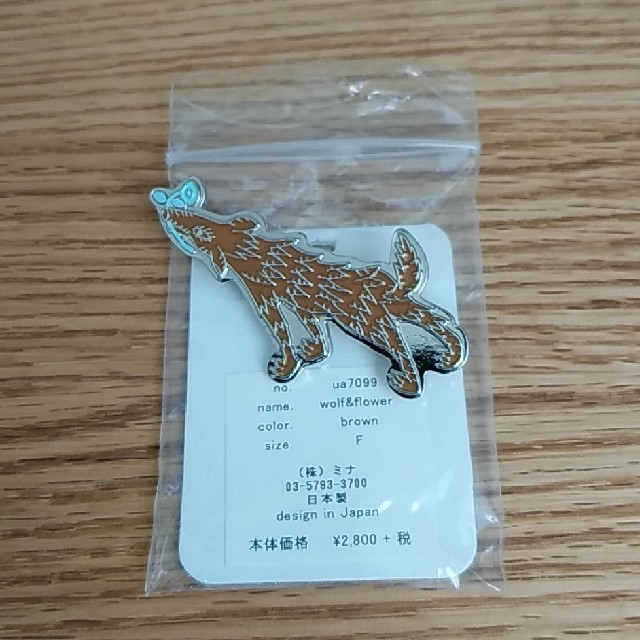 no. ua7099
name. wolf&flower
color. brown
size. F
(株) ミナ
03-5793-3700
日本製
design in Japan
本体価格 ¥2,800 + 税